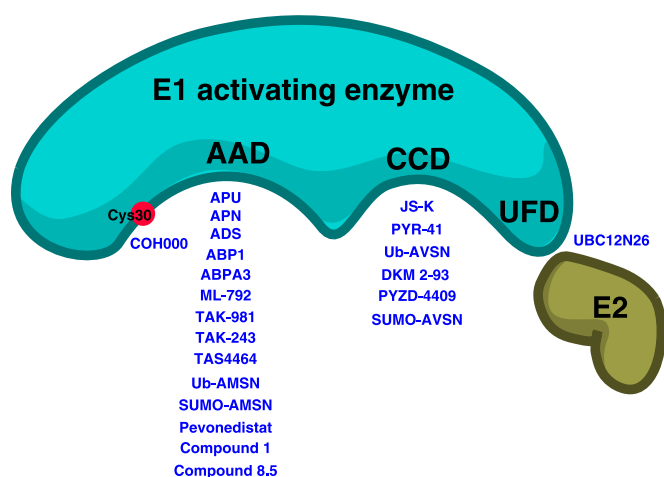 E1 activating enzyme
AAD
CCD
UFD
Cys30
COH000
APU
APN
ADS
ABP1
ABPA3
ML-792
TAK-981
TAK-243
TAS4464
Ub-AMSN
SUMO-AMSN
Pevonedistat
Compound 1
Compound 8.5
JS-K
PYR-41
Ub-AVSN
DKM 2-93
PYZD-4409
SUMO-AVSN
UBC12N26
E2